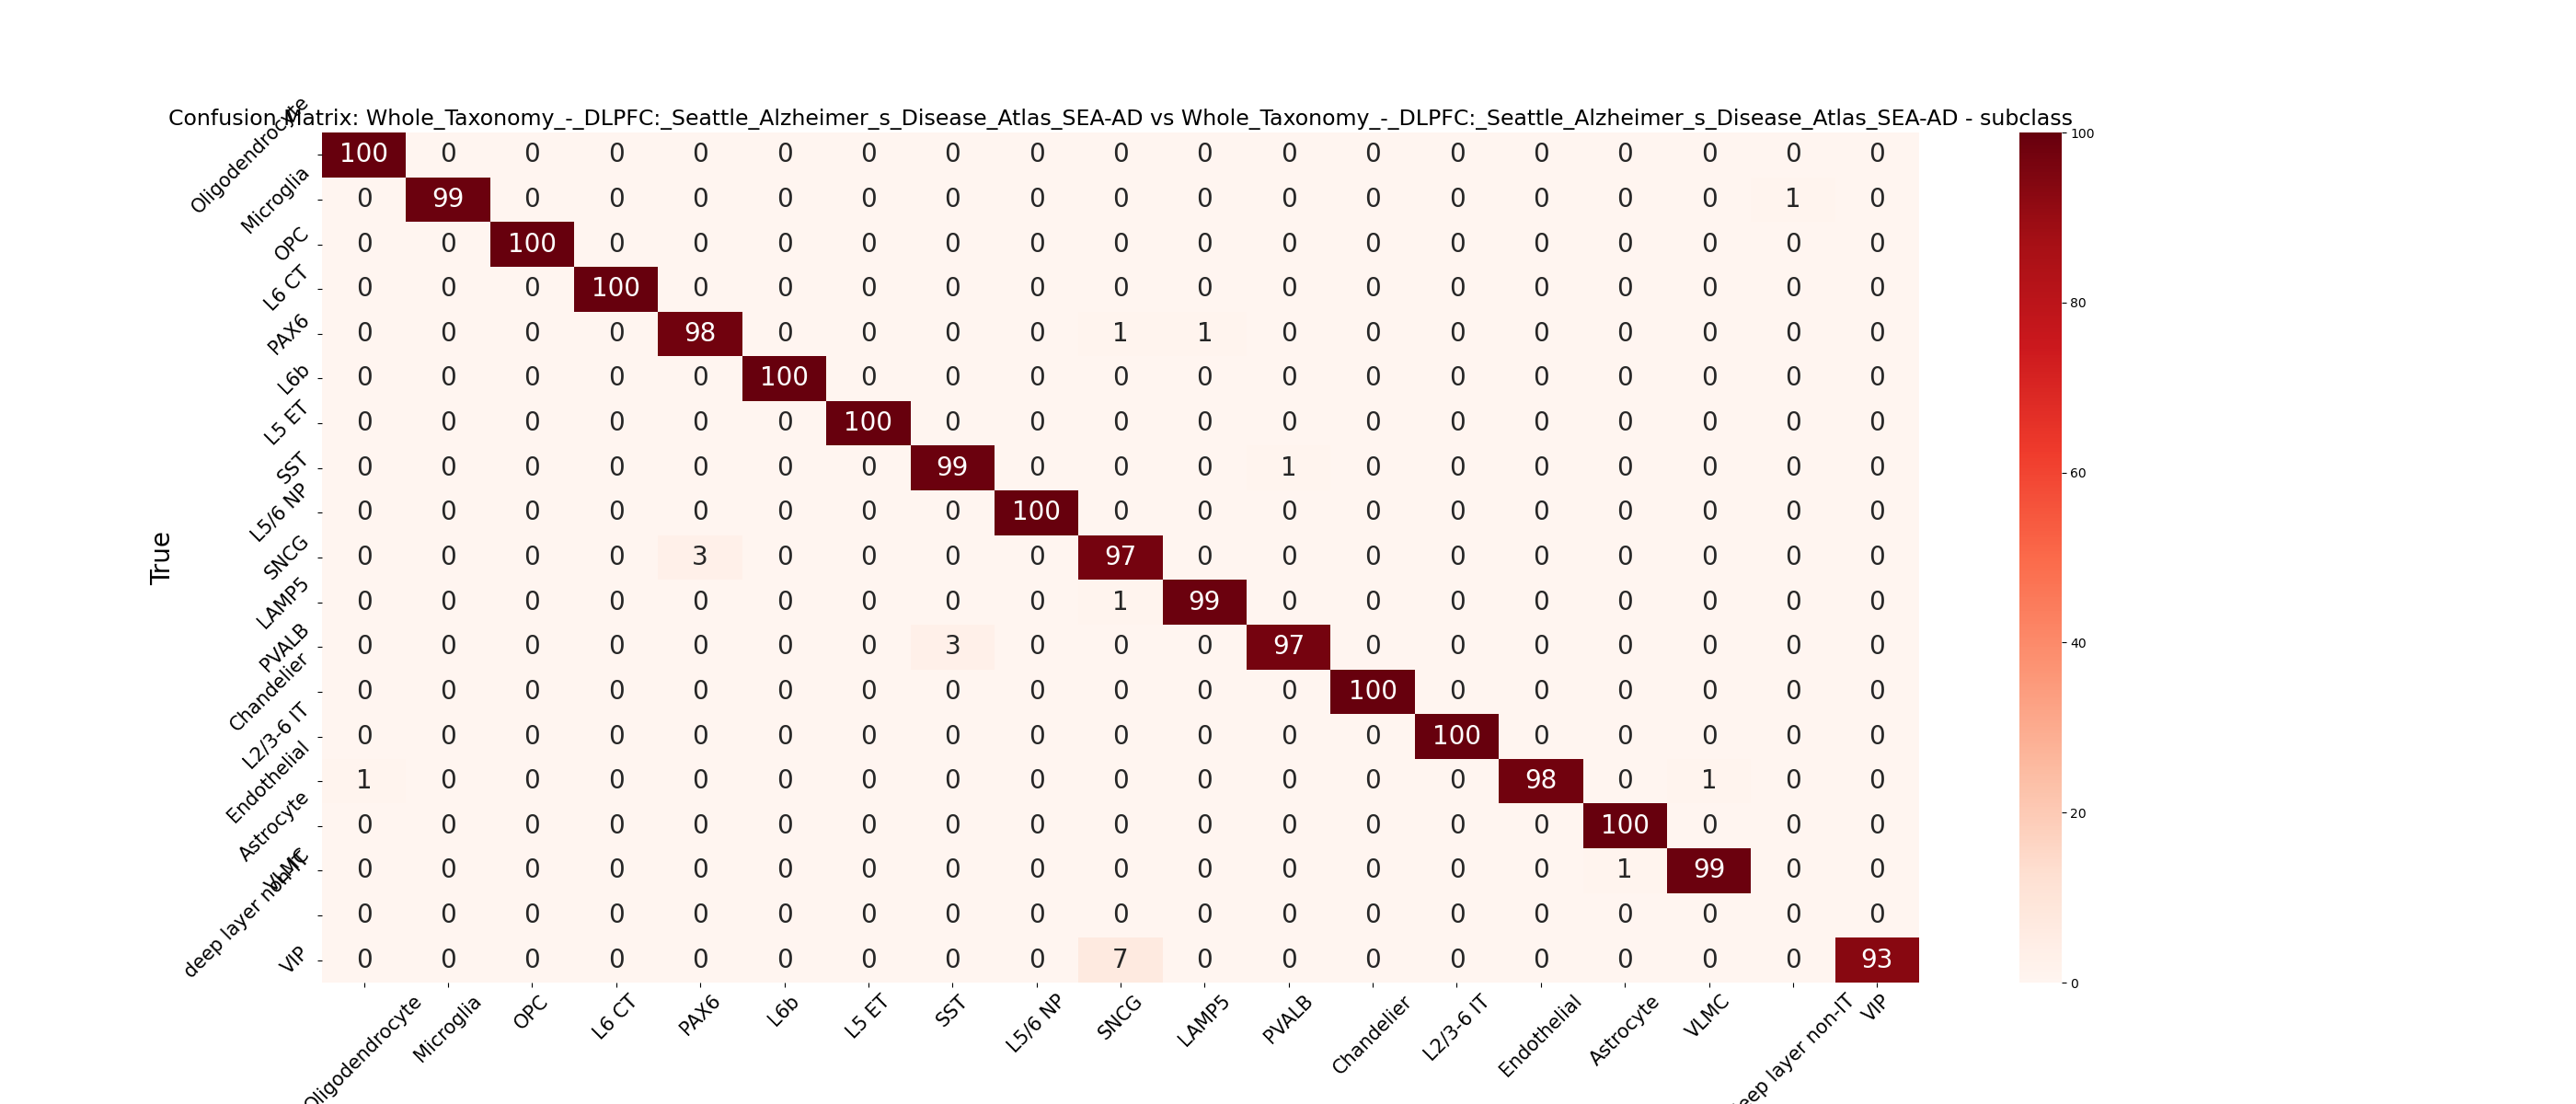 Confusion Matrix: Whole_Taxonomy_-_DLPFC:_Seattle_Alzheimer_s_Disease_Atlas_SEA-AD vs Whole_Taxonomy_-_DLPFC:_Seattle_Alzheimer_s_Disease_Atlas_SEA-AD - subclass
True
Oligodendrocyte 100 0 0 0 0 0 0 0 0 0 0 0 0 0 0 0 0 0 0
Microglia 0 99 0 0 0 0 0 0 0 0 0 0 0 0 0 0 0 1 0
OPC 0 0 100 0 0 0 0 0 0 0 0 0 0 0 0 0 0 0 0
L6 CT 0 0 0 100 0 0 0 0 0 0 0 0 0 0 0 0 0 0 0
PAX6 0 0 0 0 98 0 0 0 0 1 1 0 0 0 0 0 0 0 0
L6b 0 0 0 0 0 100 0 0 0 0 0 0 0 0 0 0 0 0 0
L5 ET 0 0 0 0 0 0 100 0 0 0 0 0 0 0 0 0 0 0 0
SST 0 0 0 0 0 0 0 99 0 0 0 1 0 0 0 0 0 0 0
L5/6 NP 0 0 0 0 0 0 0 0 100 0 0 0 0 0 0 0 0 0 0
SNCG 0 0 0 0 3 0 0 0 0 97 0 0 0 0 0 0 0 0 0
LAMP5 0 0 0 0 0 0 0 0 0 1 99 0 0 0 0 0 0 0 0
PVALB 0 0 0 0 0 0 0 3 0 0 0 97 0 0 0 0 0 0 0
Chandelier 0 0 0 0 0 0 0 0 0 0 0 0 100 0 0 0 0 0 0
L2/3-6 IT 0 0 0 0 0 0 0 0 0 0 0 0 0 100 0 0 0 0 0
Endothelial 1 0 0 0 0 0 0 0 0 0 0 0 0 0 98 0 1 0 0
Astrocyte 0 0 0 0 0 0 0 0 0 0 0 0 0 0 0 100 0 0 0
VLMC 0 0 0 0 0 0 0 0 0 0 0 0 0 0 0 1 99 0 0
deep layer non-IT 0 0 0 0 0 0 0 0 0 0 0 0 0 0 0 0 0 0 0
VIP 0 0 0 0 0 0 0 0 0 7 0 0 0 0 0 0 0 0 93
Oligodendrocyte Microglia OPC L6 CT PAX6 L6b L5 ET SST L5/6 NP SNCG LAMP5 PVALB Chandelier L2/3-6 IT Endothelial Astrocyte VLMC deep layer non-IT VIP
100
80
60
40
20
0